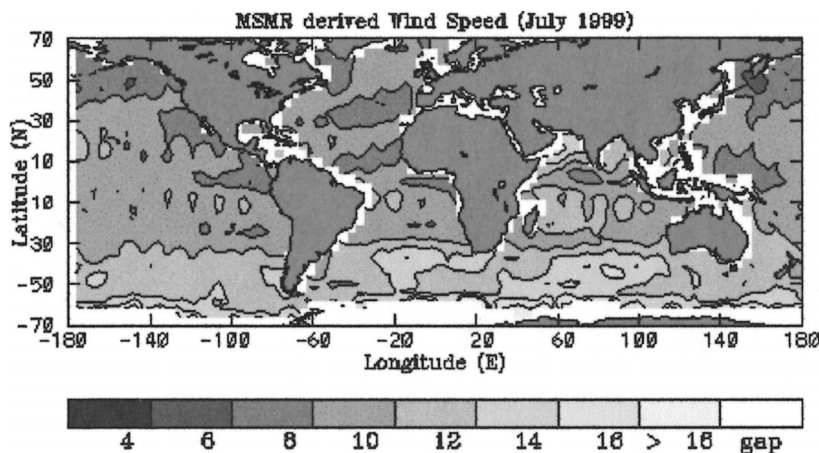 MSMR derived Wind Speed (July 1999)
70
50
30
10
-10
-30
-50
-70
Latitude (N)
-180 -140 -100 -60 -20 20 60 100 140 180
Longitude (E)
4 6 8 10 12 14 16 > 16 gap